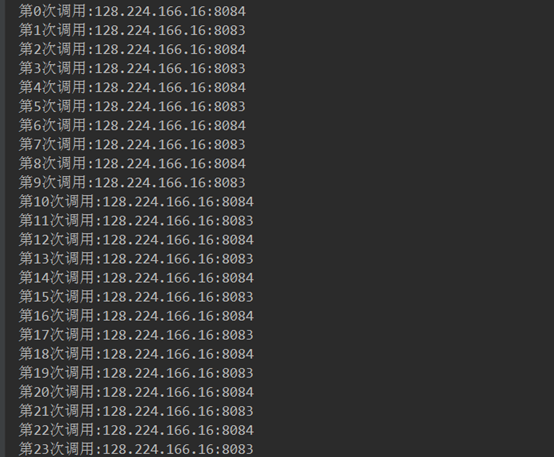 第0次调用:128.224.166.16:8084
第1次调用:128.224.166.16:8083
第2次调用:128.224.166.16:8084
第3次调用:128.224.166.16:8083
第4次调用:128.224.166.16:8084
第5次调用:128.224.166.16:8083
第6次调用:128.224.166.16:8084
第7次调用:128.224.166.16:8083
第8次调用:128.224.166.16:8084
第9次调用:128.224.166.16:8083
第10次调用:128.224.166.16:8084
第11次调用:128.224.166.16:8083
第12次调用:128.224.166.16:8084
第13次调用:128.224.166.16:8083
第14次调用:128.224.166.16:8084
第15次调用:128.224.166.16:8083
第16次调用:128.224.166.16:8084
第17次调用:128.224.166.16:8083
第18次调用:128.224.166.16:8084
第19次调用:128.224.166.16:8083
第20次调用:128.224.166.16:8084
第21次调用:128.224.166.16:8083
第22次调用:128.224.166.16:8084
第23次调用:128.224.166.16:8083